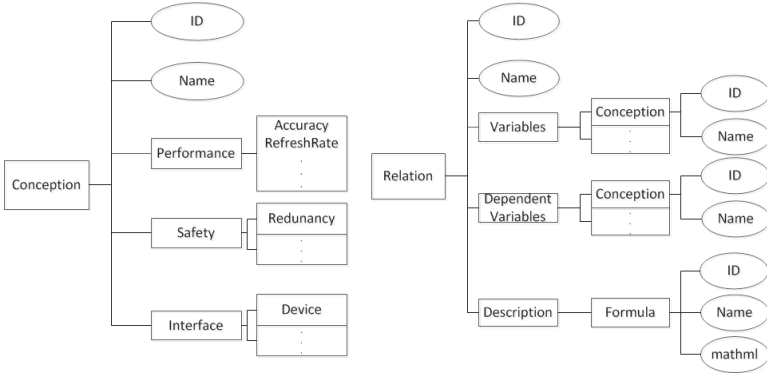 ID
Name
Conception
Performance
Accuracy
RefreshRate
.
.
.
Safety
Redunancy
.
.
.
Interface
Device
.
.
.
Relation
ID
Name
Variables
Conception
.
.
.
ID
Name
Dependent
Variables
Conception
.
.
.
ID
Name
Description
Formula
ID
Name
mathml